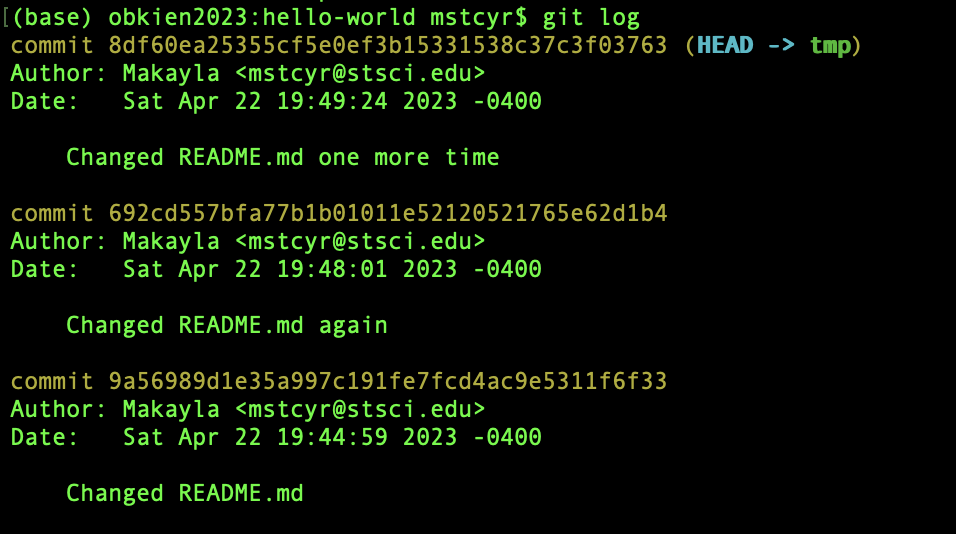 [(base) obkien2023:hello-world mstcyr$ git log
commit 8df60ea25355cf5e0ef3b15331538c37c3f03763 (HEAD -> tmp)
Author: Makayla <mstcyr@stsci.edu>
Date:   Sat Apr 22 19:49:24 2023 -0400
Changed README.md one more time
commit 692cd557bfa77b1b01011e52120521765e62d1b4
Author: Makayla <mstcyr@stsci.edu>
Date:   Sat Apr 22 19:48:01 2023 -0400
Changed README.md again
commit 9a56989d1e35a997c191fe7fcd4ac9e5311f6f33
Author: Makayla <mstcyr@stsci.edu>
Date:   Sat Apr 22 19:44:59 2023 -0400
Changed README.md